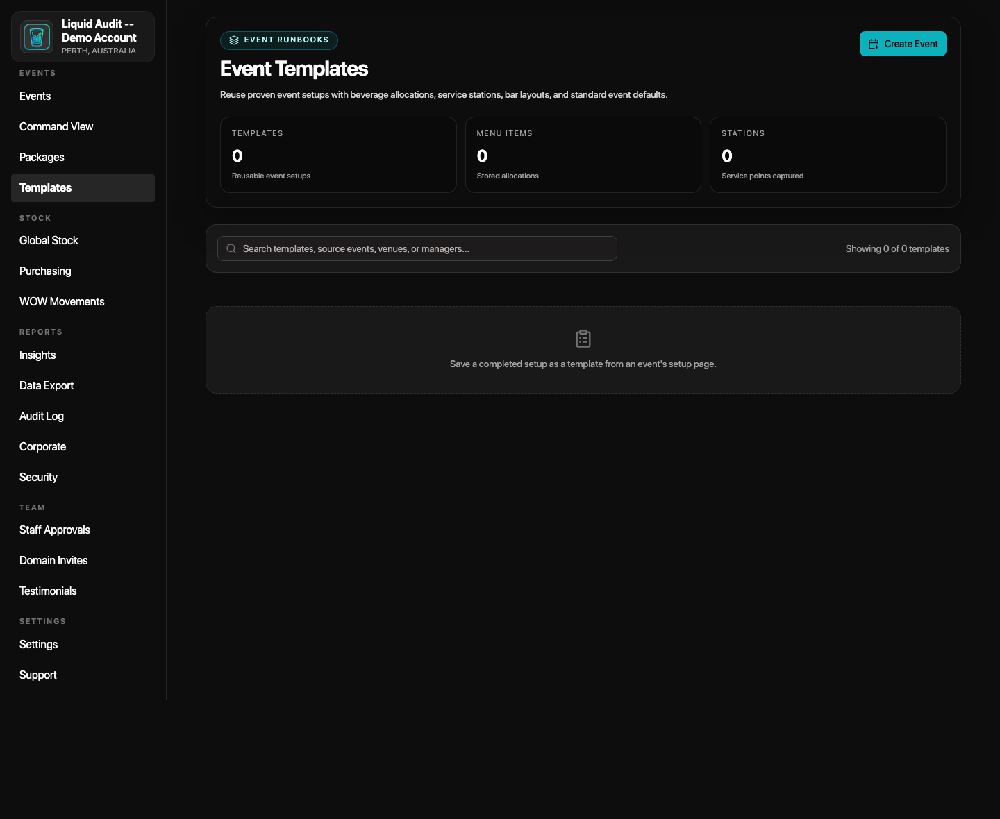 Liquid Audit --
Demo Account
PERTH, AUSTRALIA
EVENTS
Events
Command View
Packages
Templates
STOCK
Global Stock
Purchasing
WOW Movements
REPORTS
Insights
Data Export
Audit Log
Corporate
Security
TEAM
Staff Approvals
Domain Invites
Testimonials
SETTINGS
Settings
Support
EVENT RUNBOOKS
Create Event
Event Templates
Reuse proven event setups with beverage allocations, service stations, bar layouts, and standard event defaults.
TEMPLATES
0
Reusable event setups
MENU ITEMS
0
Stored allocations
STATIONS
0
Service points captured
Search templates, source events, venues, or managers...
Showing 0 of 0 templates
Save a completed setup as a template from an event's setup page.